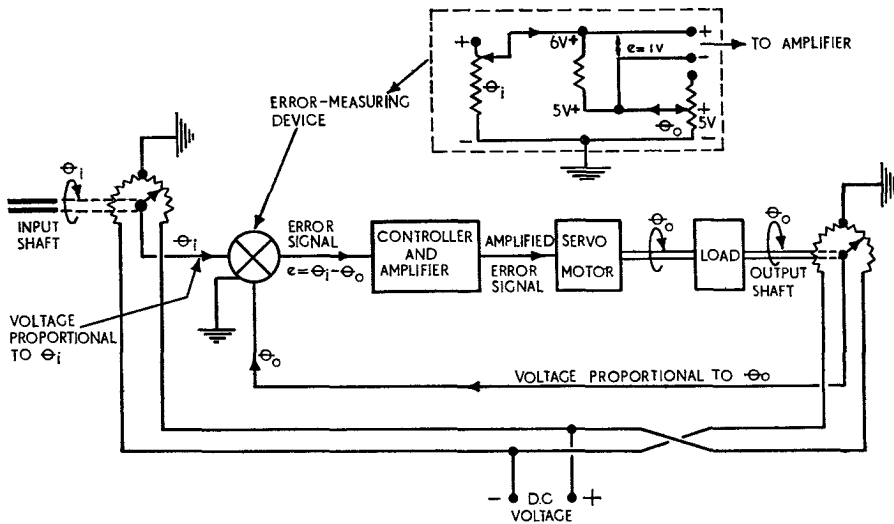 +
6V+
+
e=1V
-
TO AMPLIFIER
θi
5V+
+
5V
θo
-
-
ERROR-MEASURING
DEVICE
θi
INPUT
SHAFT
θi
ERROR
SIGNAL
e=θi-θo
CONTROLLER
AND
AMPLIFIER
AMPLIFIED
ERROR
SIGNAL
SERVO
MOTOR
θo
LOAD
θo
OUTPUT
SHAFT
VOLTAGE
PROPORTIONAL
TO θi
θo
VOLTAGE PROPORTIONAL TO θo
- D.C +
VOLTAGE